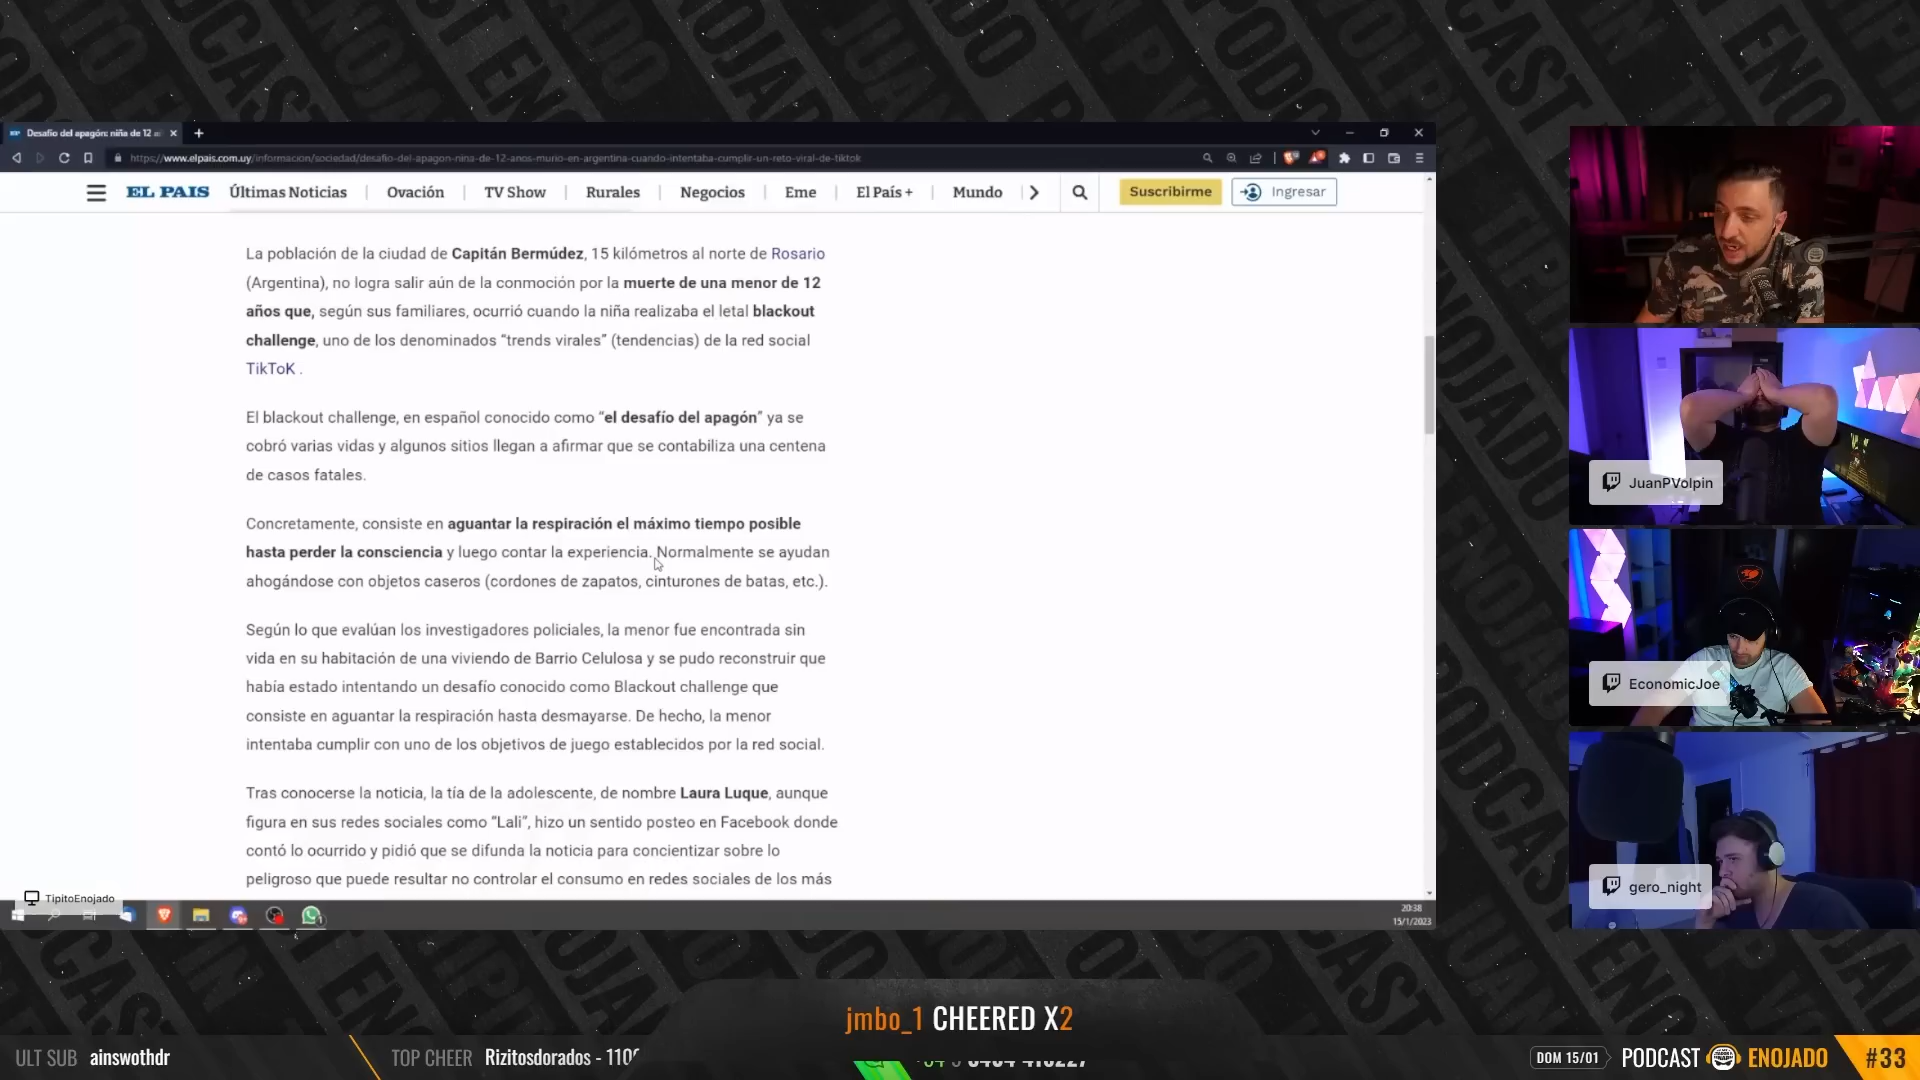 Desafío del apagón: niña de 12 a
https://www.elpais.com.uy/informacion/sociedad/desafio-del-apagon-nina-de-12-anos-murio-en-argentina-cuando-intentaba-cumplir-un-reto-viral-de-tiktok
EL PAIS Últimas Noticias Ovación TV Show Rurales Negocios Eme El País + Mundo Suscribirme Ingresar
La población de la ciudad de Capitán Bermúdez, 15 kilómetros al norte de Rosario
(Argentina), no logra salir aún de la conmoción por la muerte de una menor de 12
años que, según sus familiares, ocurrió cuando la niña realizaba el letal blackout
challenge, uno de los denominados “trends virales” (tendencias) de la red social
TikToK .
El blackout challenge, en español conocido como “el desafío del apagón” ya se
cobró varias vidas y algunos sitios llegan a afirmar que se contabiliza una centena
de casos fatales.
Concretamente, consiste en aguantar la respiración el máximo tiempo posible
hasta perder la consciencia y luego contar la experiencia. Normalmente se ayudan
ahogándose con objetos caseros (cordones de zapatos, cinturones de batas, etc.).
Según lo que evalúan los investigadores policiales, la menor fue encontrada sin
vida en su habitación de una viviendo de Barrio Celulosa y se pudo reconstruir que
había estado intentando un desafío conocido como Blackout challenge que
consiste en aguantar la respiración hasta desmayarse. De hecho, la menor
intentaba cumplir con uno de los objetivos de juego establecidos por la red social.
Tras conocerse la noticia, la tía de la adolescente, de nombre Laura Luque, aunque
figura en sus redes sociales como “Lali”, hizo un sentido posteo en Facebook donde
contó lo ocurrido y pidió que se difunda la noticia para concientizar sobre lo
peligroso que puede resultar no controlar el consumo en redes sociales de los más
TipitoEnojado
20:38
15/1/2023
JuanPVolpin
EconomicJoe
gero_night
jmbo_1 CHEERED X2
ULT SUB ainswothdr
TOP CHEER Rizitosdorados - 110
DOM 15/01 PODCAST ENOJADO #33